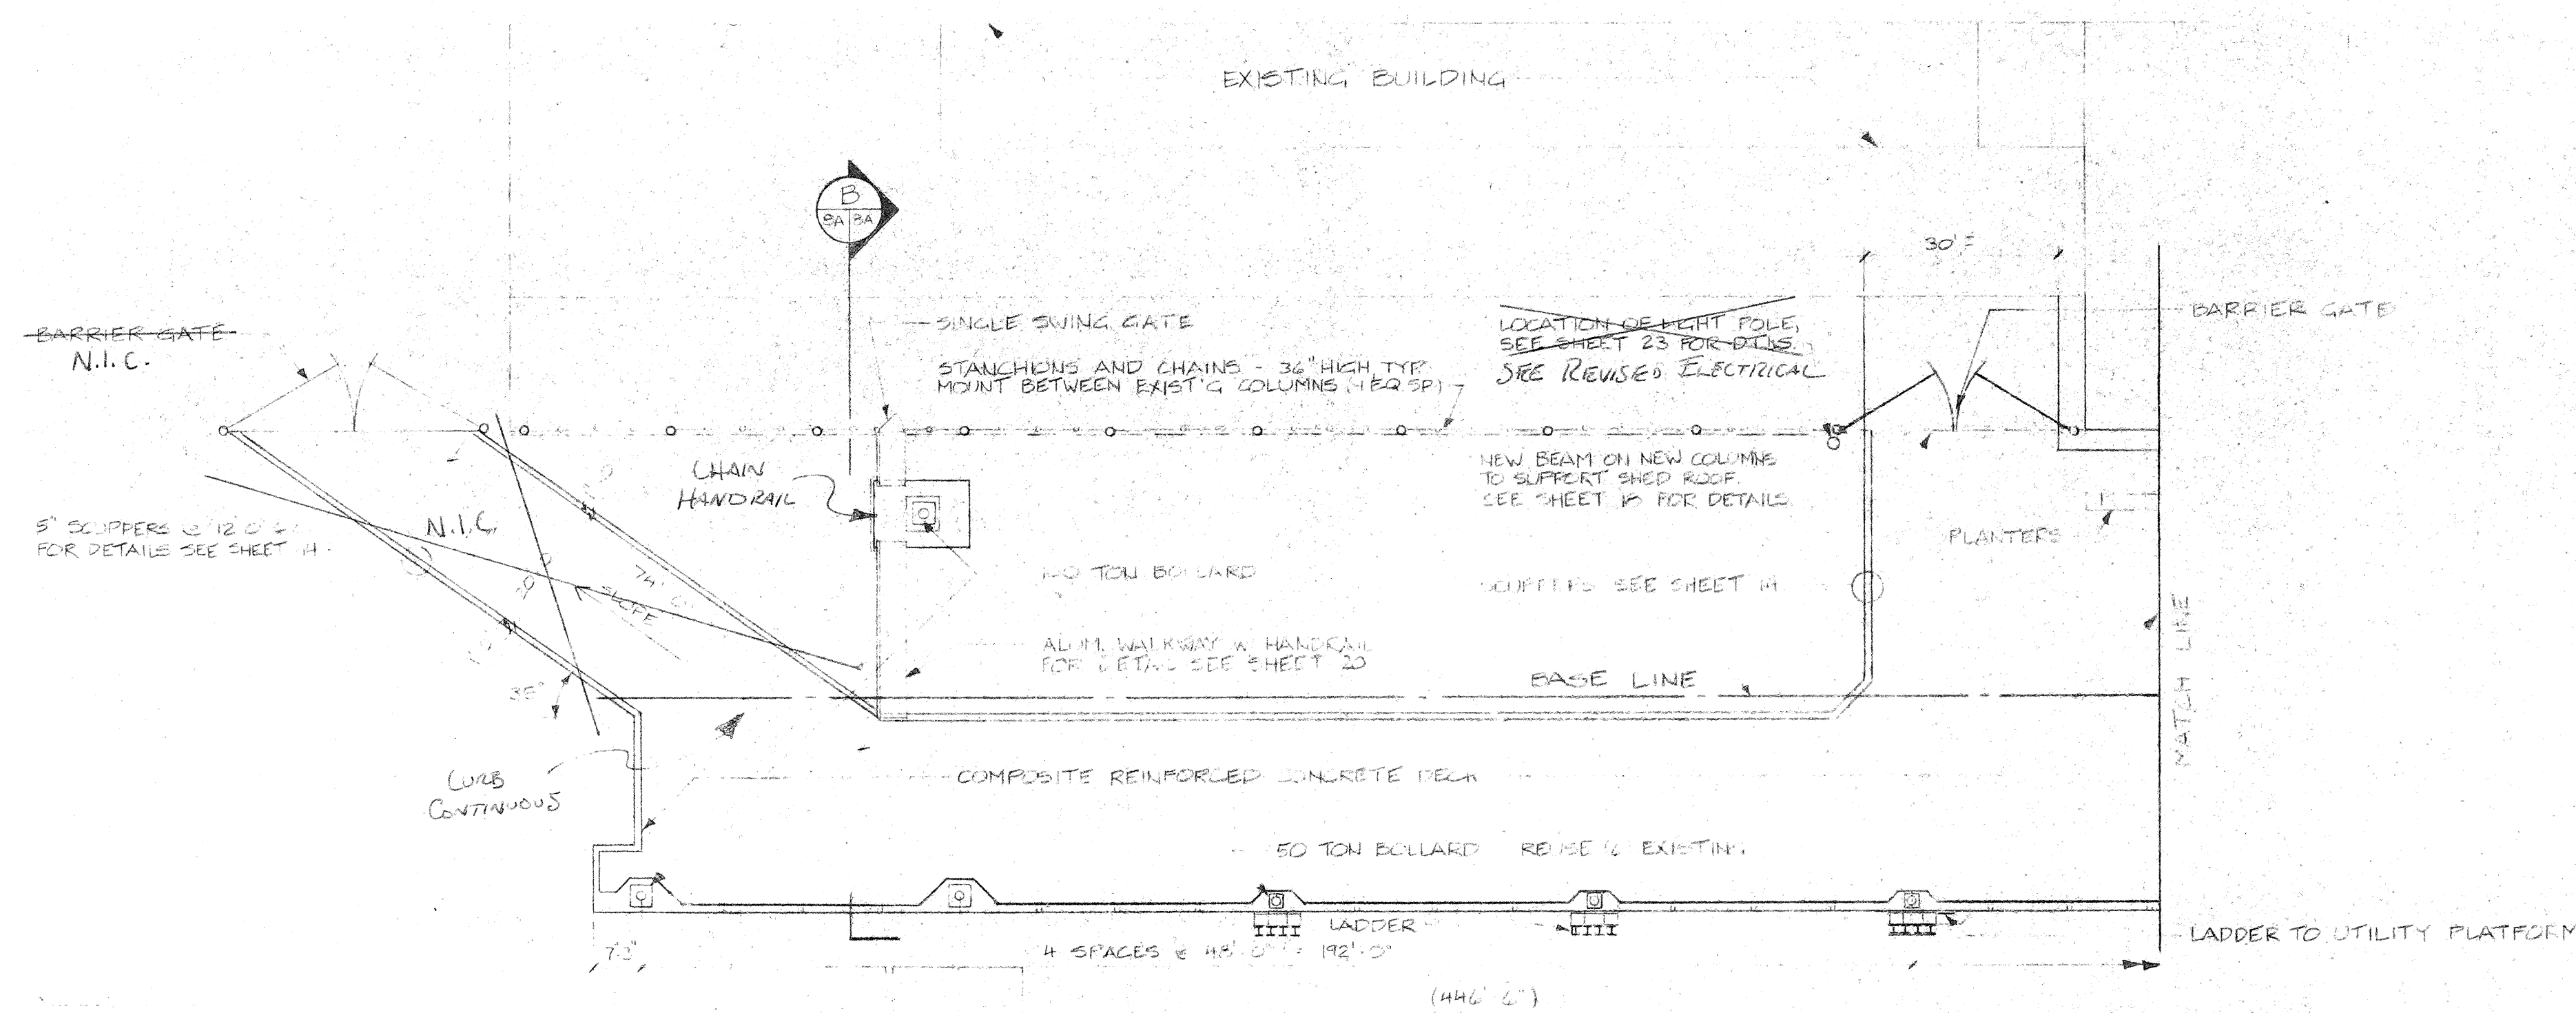 EXISTING BUILDING
B
8A 8A
30'±
BARRIER GATE
N.I.C.
SINGLE SWING GATE
STANCHIONS AND CHAINS - 36" HIGH, TYP.
MOUNT BETWEEN EXIST'G COLUMNS (4 EQ. SP.)
LOCATION OF LIGHT POLE,
SEE SHEET 23 FOR DTLS.
SEE REVISED ELECTRICAL
BARRIER GATE
CHAIN
HANDRAIL
NEW BEAM ON NEW COLUMNS
TO SUPPORT SHED ROOF.
SEE SHEET 18 FOR DETAILS
5" SCUPPERS @ 12'
FOR DETAILS SEE SHEET 14
N.I.C.
PLANTERS
TON BOLLARD
SCUPPERS SEE SHEET 14
74'
SLOPE
ALUM. WALKWAY W/ HANDRAIL
FOR DETAIL SEE SHEET 20
35°
BASE LINE
MATCH LINE
CURB
CONTINUOUS
COMPOSITE REINFORCED CONCRETE DECK
50 TON BOLLARD REUSE EXISTING
LADDER
LADDER TO UTILITY PLATFORM
7'3"
4 SPACES @ 48'-0" = 192'-0"
(446' 6")